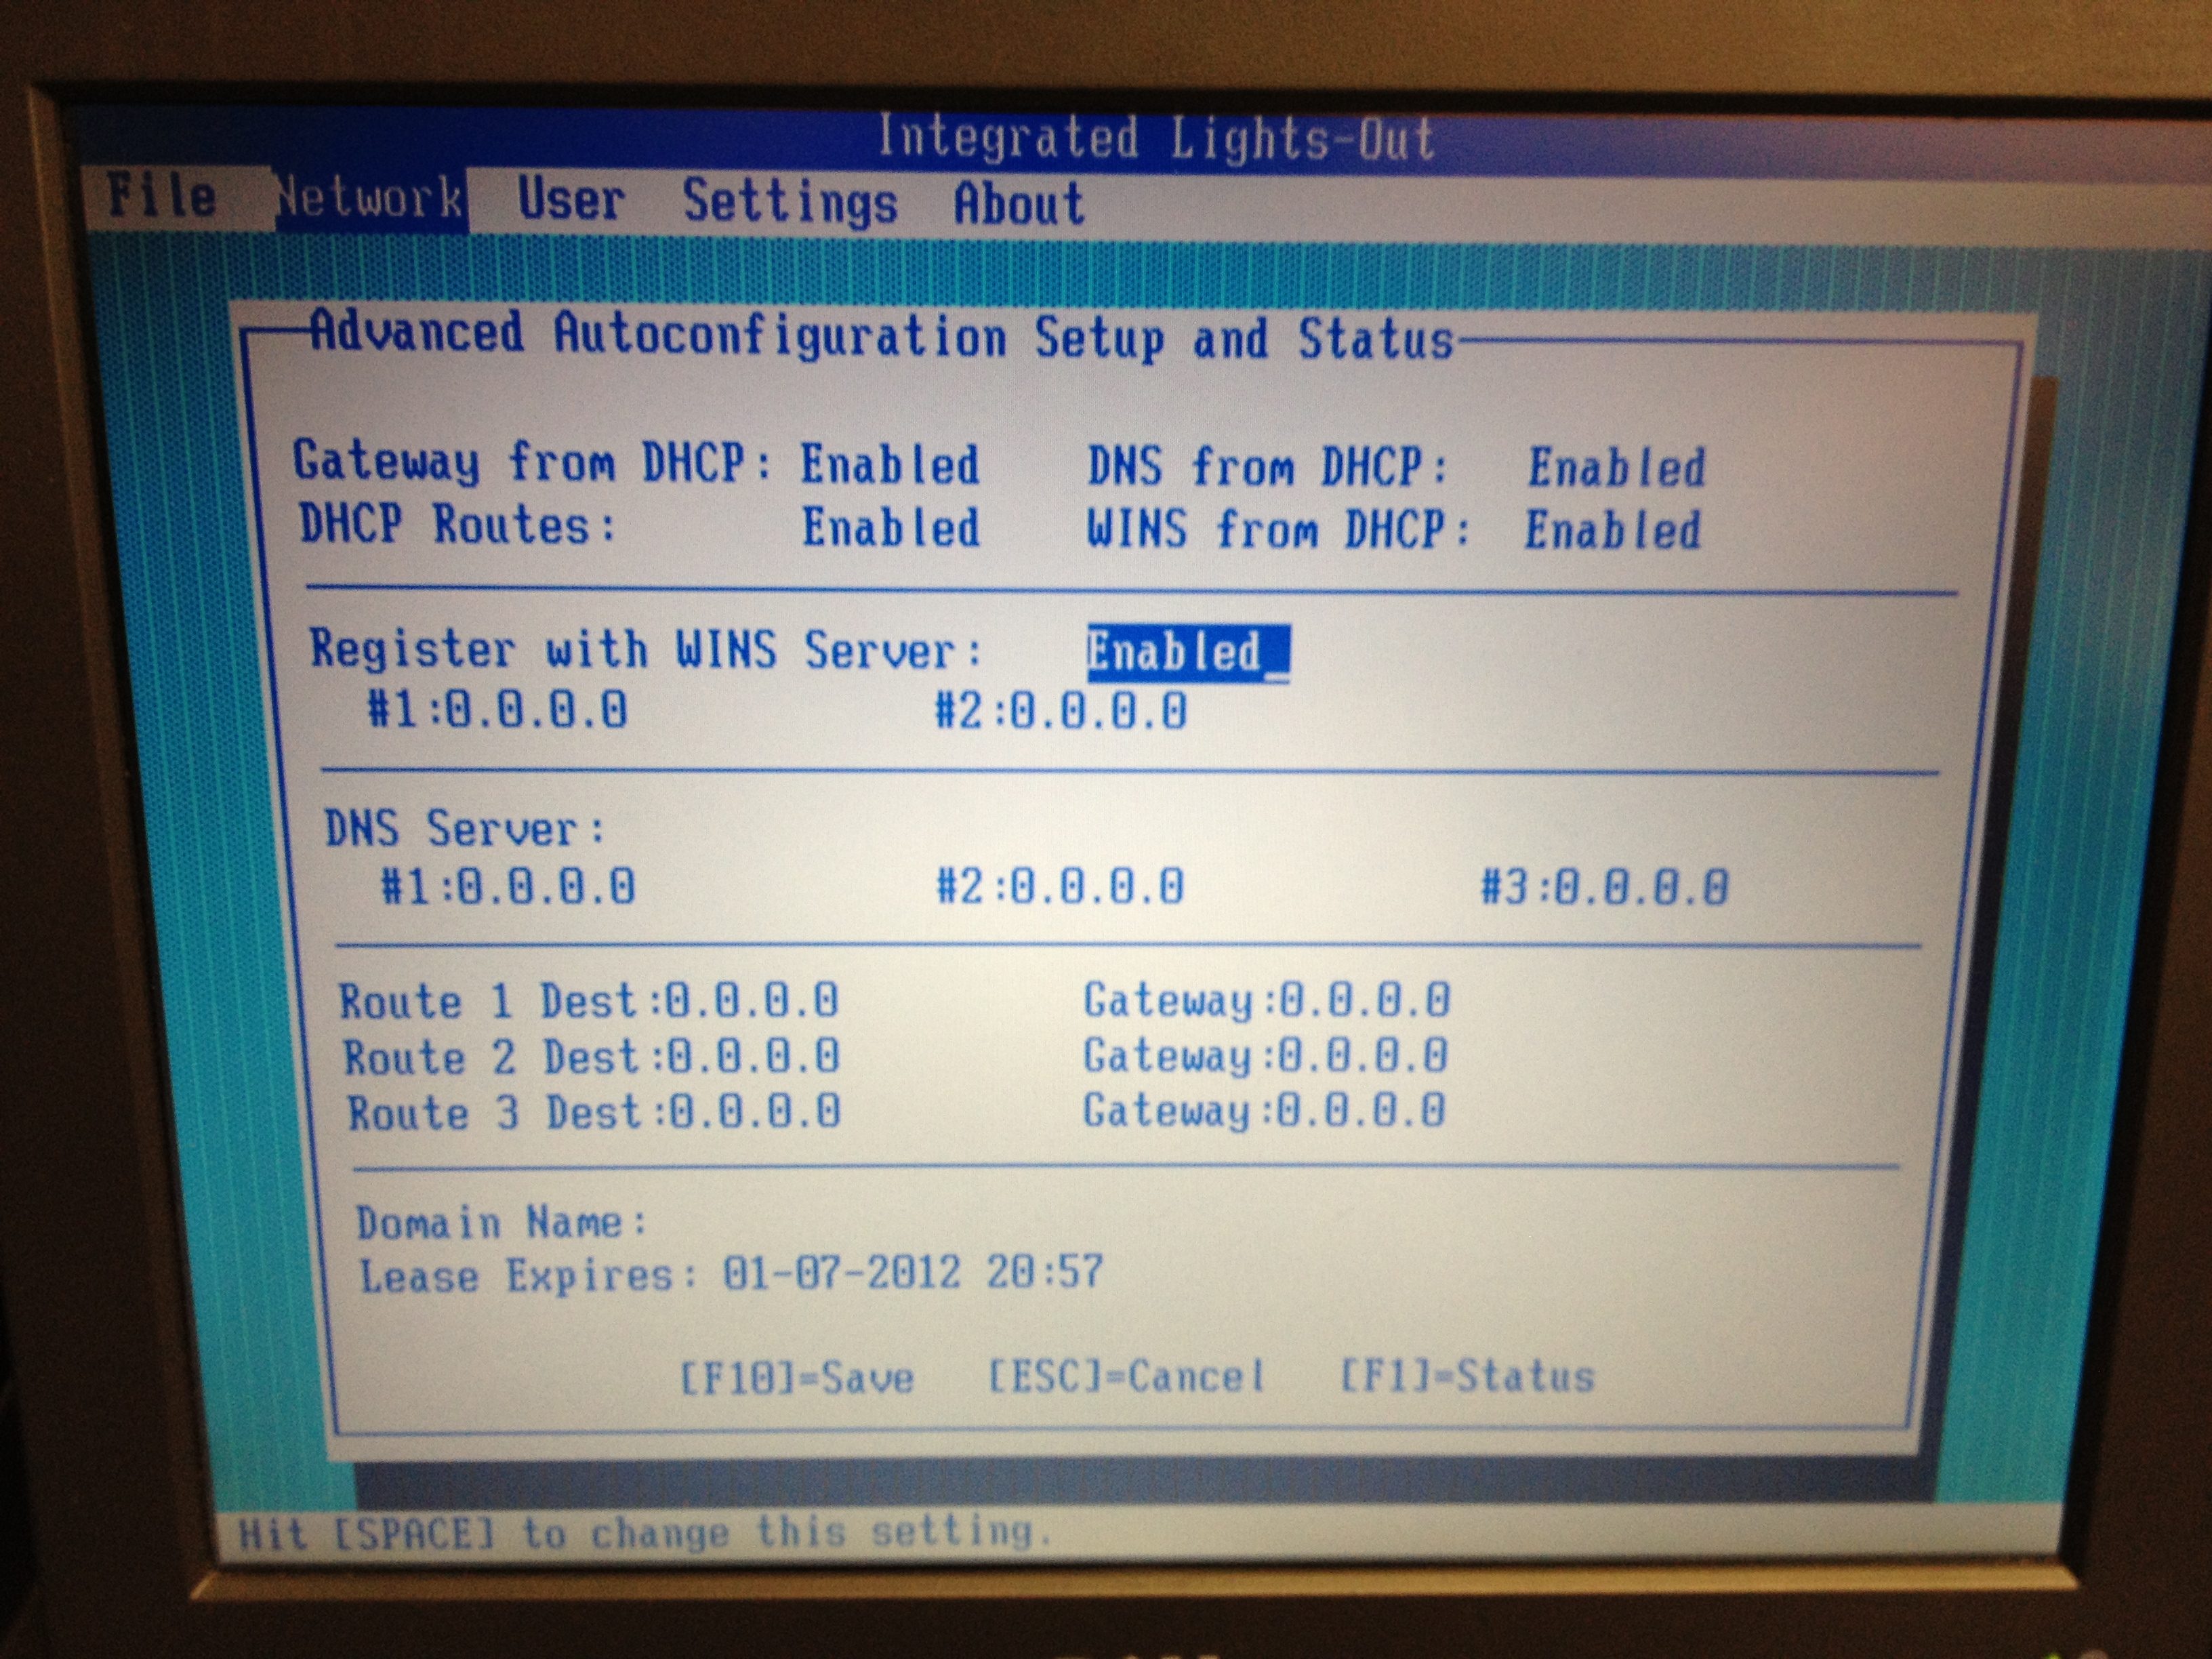 Integrated Lights-Out
File Network User Settings About
Advanced Autoconfiguration Setup and Status
Gateway from DHCP: Enabled DNS from DHCP: Enabled
DHCP Routes: Enabled WINS from DHCP: Enabled
Register with WINS Server: Enabled_
#1:0.0.0.0 #2:0.0.0.0
DNS Server:
#1:0.0.0.0 #2:0.0.0.0 #3:0.0.0.0
Route 1 Dest:0.0.0.0 Gateway:0.0.0.0
Route 2 Dest:0.0.0.0 Gateway:0.0.0.0
Route 3 Dest:0.0.0.0 Gateway:0.0.0.0
Domain Name:
Lease Expires: 01-07-2012 20:57
[F10]=Save [ESC]=Cancel [F1]=Status
Hit [SPACE] to change this setting.